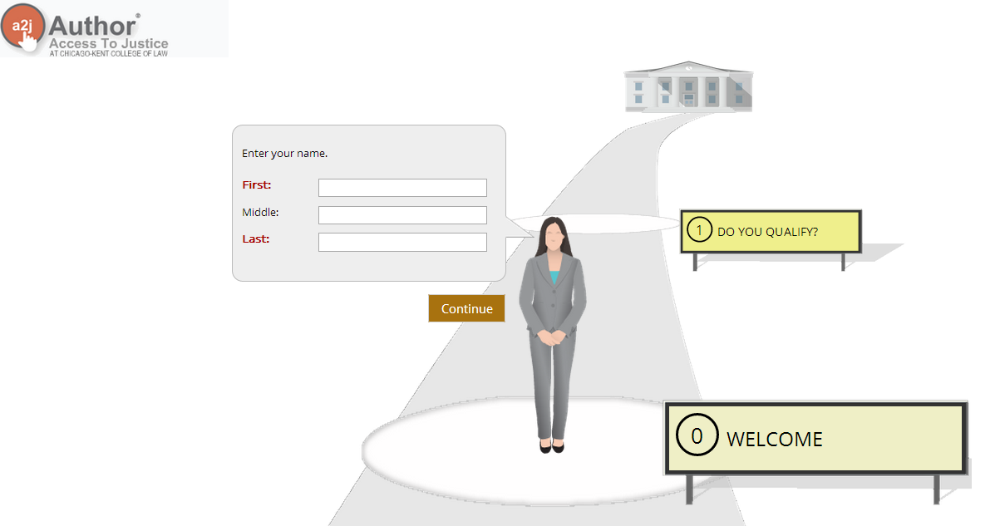 a2j Author®
Access To Justice
AT CHICAGO-KENT COLLEGE OF LAW
Enter your name.
First:
Middle:
Last:
Continue
1 DO YOU QUALIFY?
0 WELCOME